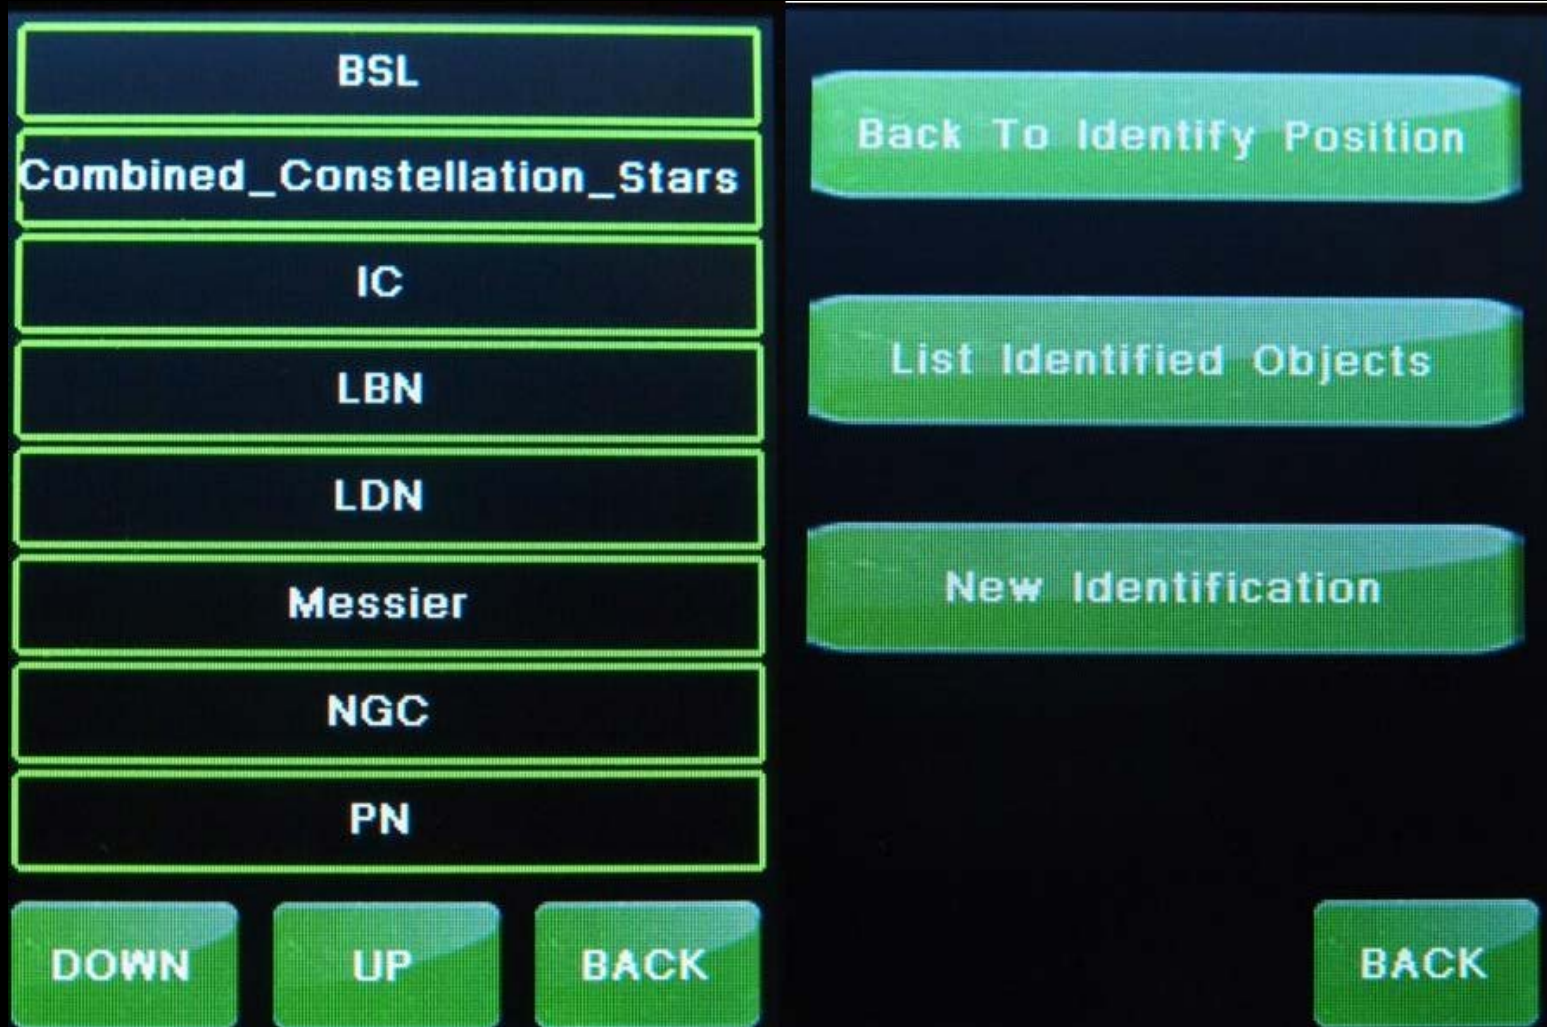 BSL
Combined_Constellation_Stars
IC
LBN
LDN
Messier
NGC
PN
DOWN UP BACK
Back To Identify Position
List Identified Objects
New Identification
BACK